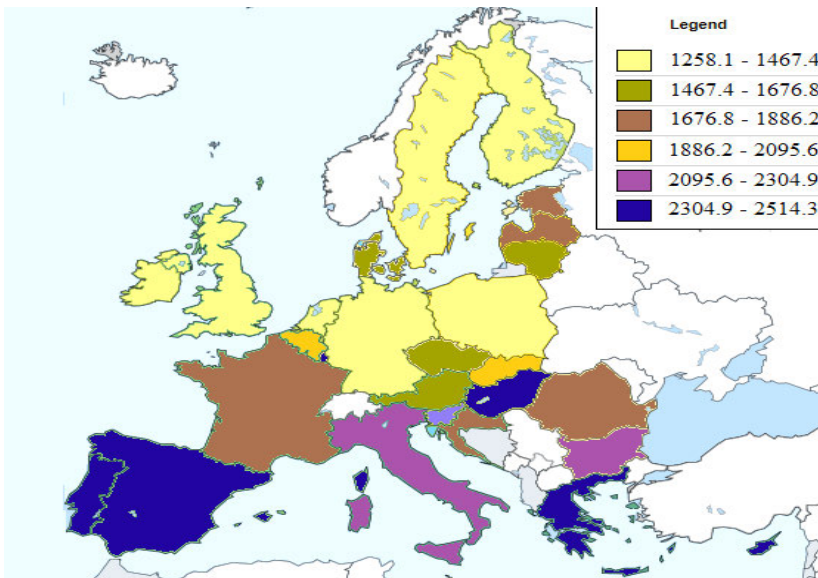 Legend
1258.1 - 1467.4
1467.4 - 1676.8
1676.8 - 1886.2
1886.2 - 2095.6
2095.6 - 2304.9
2304.9 - 2514.3